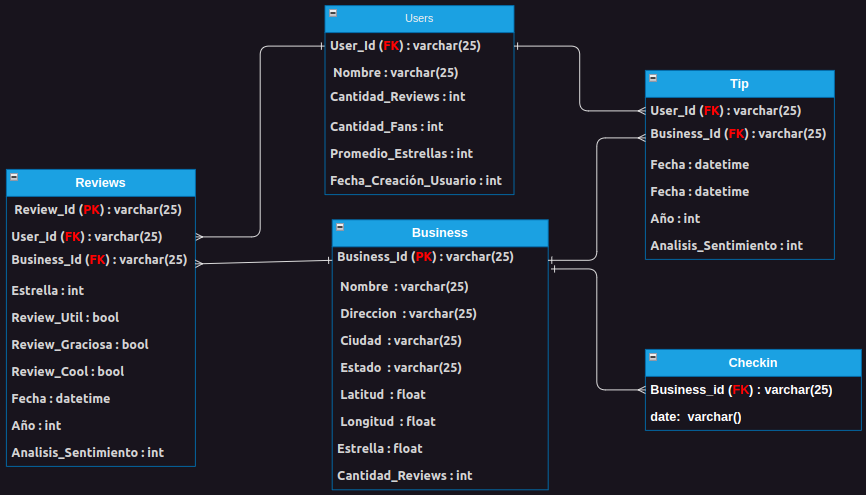 Users
User_Id (FK) : varchar(25)
Nombre : varchar(25)
Cantidad_Reviews : int
Cantidad_Fans : int
Promedio_Estrellas : int
Fecha_Creación_Usuario : int
Tip
User_Id (FK) : varchar(25)
Business_Id (FK) : varchar(25)
Fecha : datetime
Fecha : datetime
Año : int
Analisis_Sentimiento : int
Reviews
Review_Id (PK) : varchar(25)
User_Id (FK) : varchar(25)
Business_Id (FK) : varchar(25)
Estrella : int
Review_Util : bool
Review_Graciosa : bool
Review_Cool : bool
Fecha : datetime
Año : int
Analisis_Sentimiento : int
Business
Business_Id (PK) : varchar(25)
Nombre : varchar(25)
Direccion : varchar(25)
Ciudad : varchar(25)
Estado : varchar(25)
Latitud : float
Longitud : float
Estrella : float
Cantidad_Reviews : int
Checkin
Business_id (FK) : varchar(25)
date: varchar()